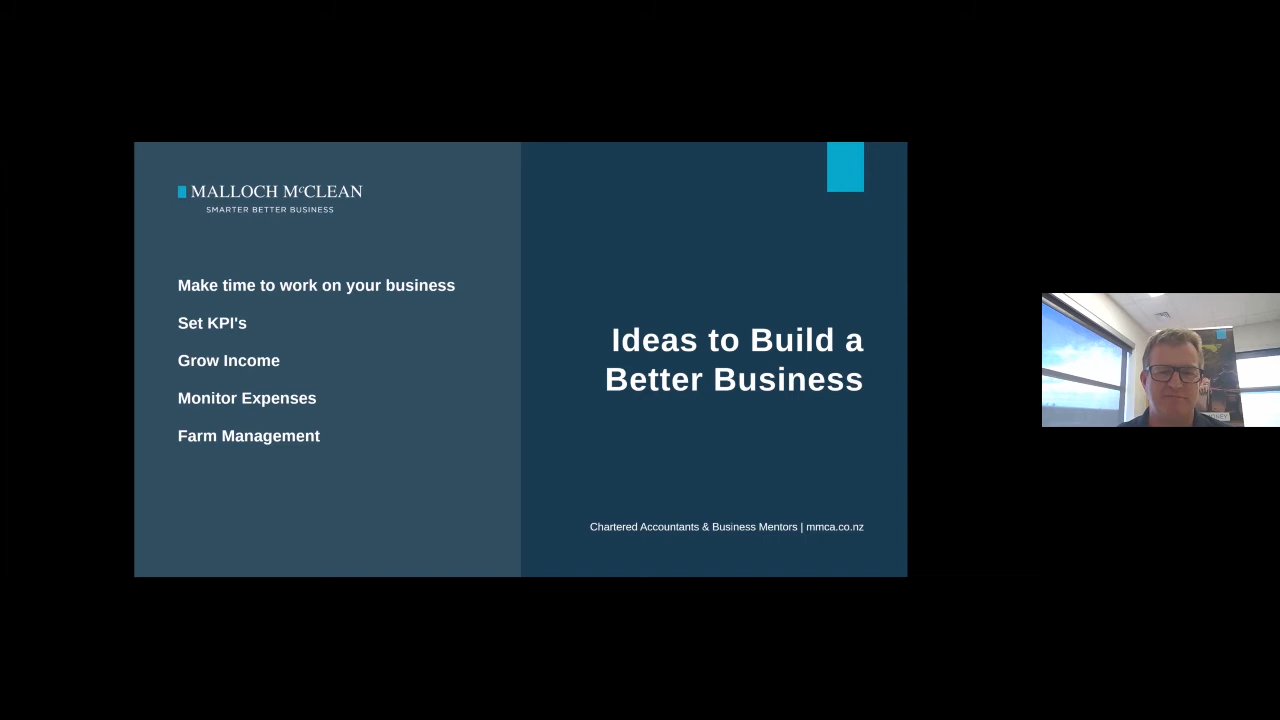 MALLOCH McCLEAN
SMARTER BETTER BUSINESS
Make time to work on your business
Set KPI's
Grow Income
Monitor Expenses
Farm Management
Ideas to Build a
Better Business
Chartered Accountants & Business Mentors | mmca.co.nz